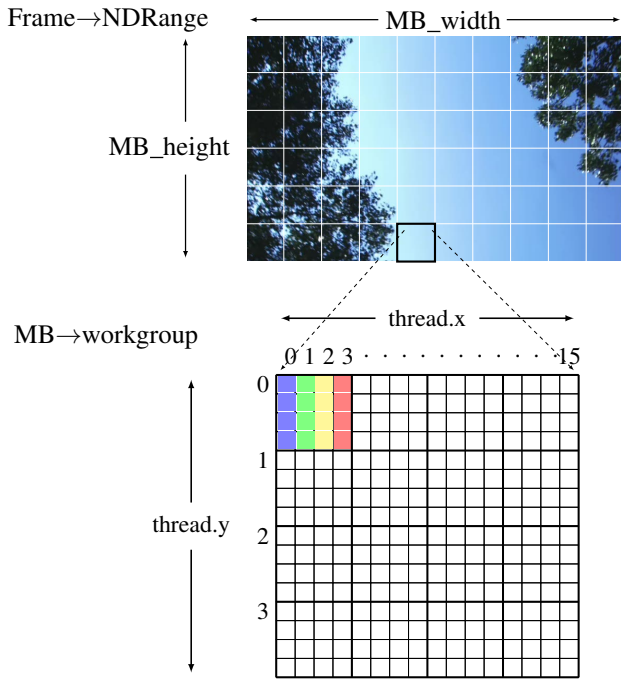 Frame→NDRange
MB_width
MB_height
MB→workgroup
thread.x
0 1 2 3 · · · · · · · · · · · 15
0
1
thread.y
2
3